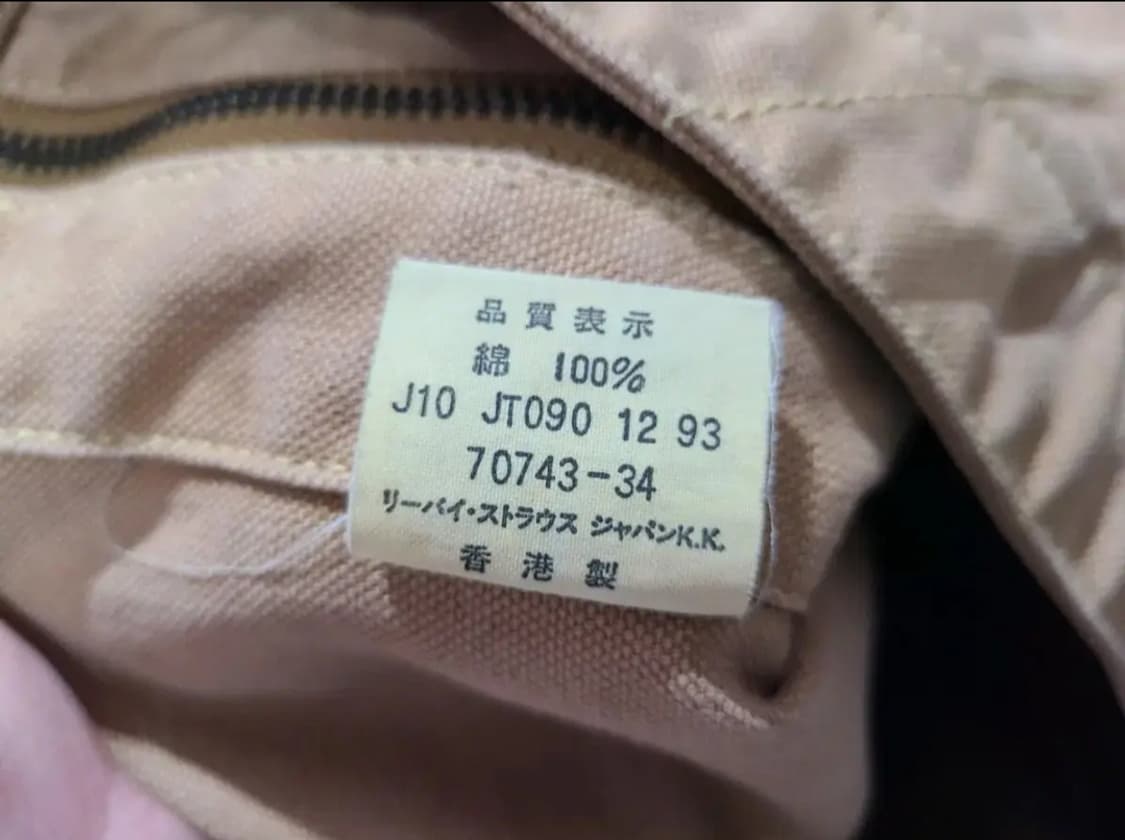 品質表示
綿 100%
J10 JT090 12 93
70743-34
リーバイ・ストラウス ジャパンK.K.
香港製